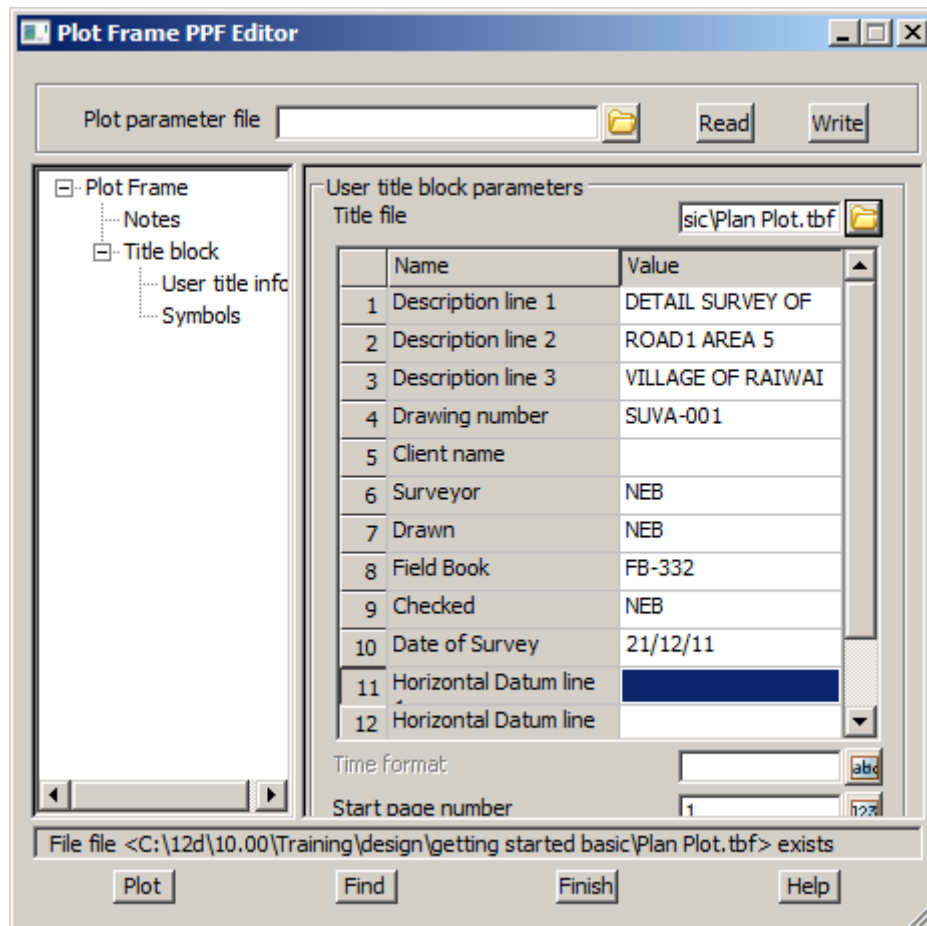 Plot Frame PPF Editor
Plot parameter file Read Write
Plot Frame
Notes
Title block
User title info
Symbols
User title block parameters
Title file sic\Plan Plot.tbf
Name Value
1 Description line 1 DETAIL SURVEY OF
2 Description line 2 ROAD1 AREA 5
3 Description line 3 VILLAGE OF RAIWAI
4 Drawing number SUVA-001
5 Client name
6 Surveyor NEB
7 Drawn NEB
8 Field Book FB-332
9 Checked NEB
10 Date of Survey 21/12/11
11 Horizontal Datum line
12 Horizontal Datum line
Time format abc
Start page number 1 123
File file <C:\12d\10.00\Training\design\getting started basic\Plan Plot.tbf> exists
Plot Find Finish Help